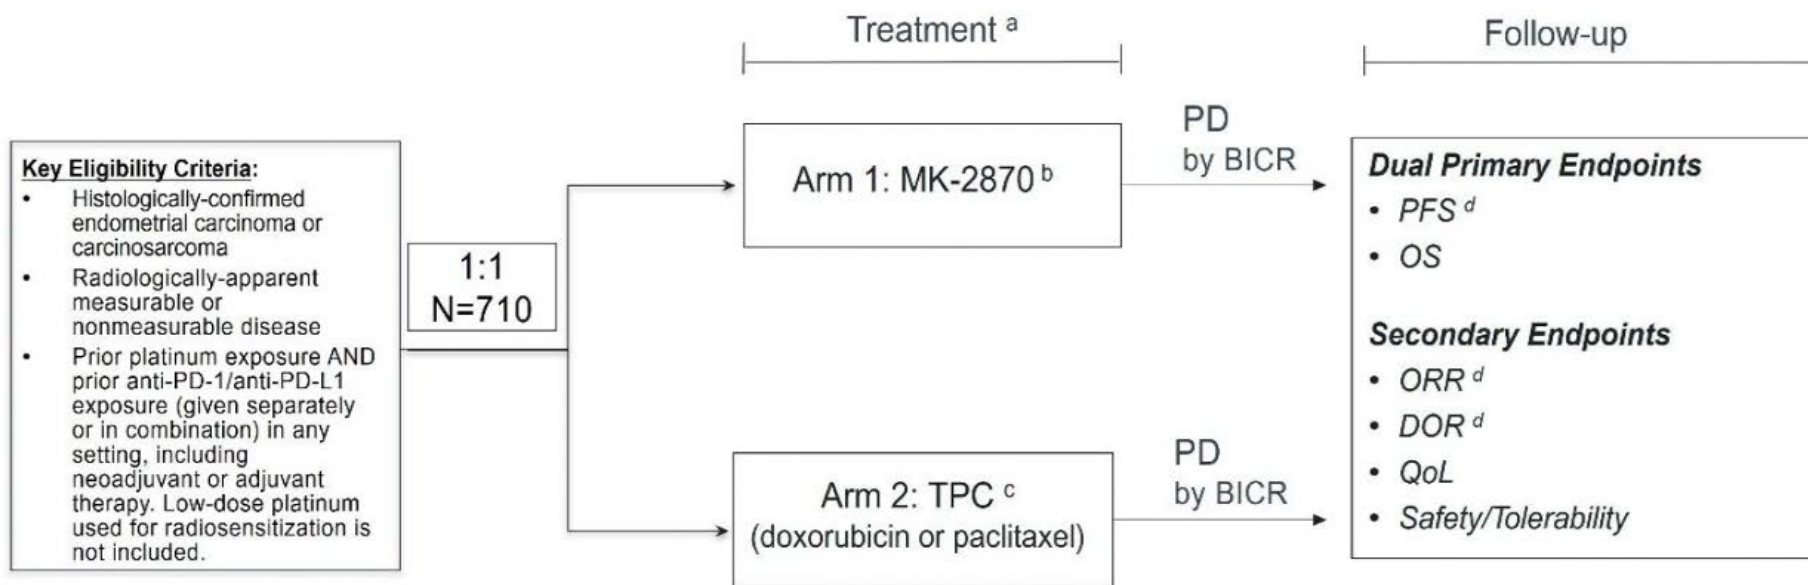 Treatment a
Follow-up
Key Eligibility Criteria:
• Histologically-confirmed
endometrial carcinoma or
carcinosarcoma
• Radiologically-apparent
measurable or
nonmeasurable disease
• Prior platinum exposure AND
prior anti-PD-1/anti-PD-L1
exposure (given separately
or in combination) in any
setting, including
neoadjuvant or adjuvant
therapy. Low-dose platinum
used for radiosensitization is
not included.
1:1
N=710
Arm 1: MK-2870 b
PD
by BICR
Arm 2: TPC c
(doxorubicin or paclitaxel)
PD
by BICR
Dual Primary Endpoints
• PFS d
• OS
Secondary Endpoints
• ORR d
• DOR d
• QoL
• Safety/Tolerability